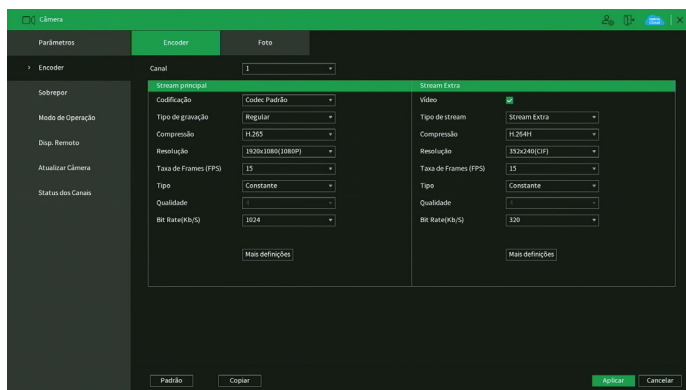 Câmera
Parâmetros
Encoder
Sobrepor
Modo de Operação
Disp. Remoto
Atualizar Câmera
Status dos Canais
Encoder Foto
Canal 1
Stream principal
Codificação Codec Padrão
Tipo de gravação Regular
Compressão H.265
Resolução 1920x1080(1080P)
Taxa de Frames (FPS) 15
Tipo Constante
Qualidade 4
Bit Rate(Kb/S) 1024
Mais definições
Stream Extra
Vídeo
Tipo de stream Stream Extra
Compressão H.264H
Resolução 352x240(CIF)
Taxa de Frames (FPS) 15
Tipo Constante
Qualidade 4
Bit Rate(Kb/S) 320
Mais definições
Padrão Copiar Aplicar Cancelar